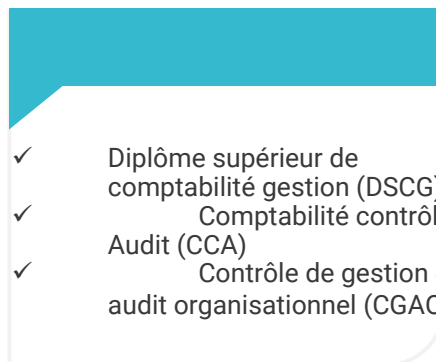 ✓ Diplôme supérieur de
comptabilité gestion (DSCG)
✓ Comptabilité contrôl
Audit (CCA)
✓ Contrôle de gestion
audit organisationnel (CGAO